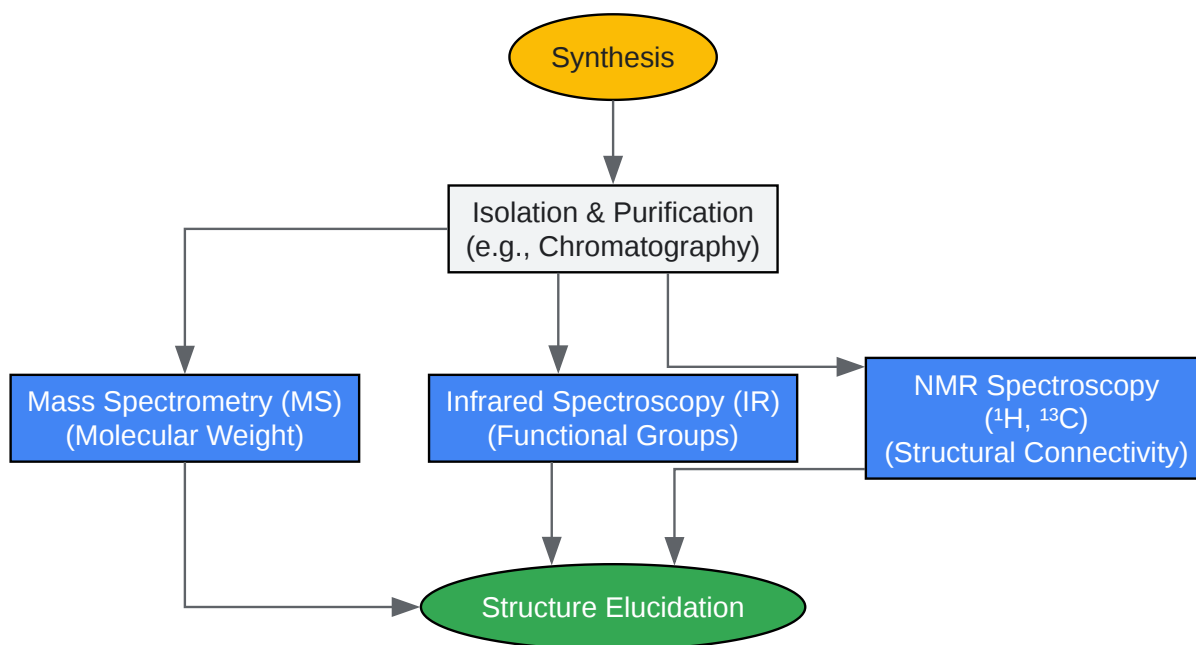 Synthesis
Isolation & Purification
(e.g., Chromatography)
Mass Spectrometry (MS)
(Molecular Weight)
Infrared Spectroscopy (IR)
(Functional Groups)
NMR Spectroscopy
(¹H, ¹³C)
(Structural Connectivity)
Structure Elucidation